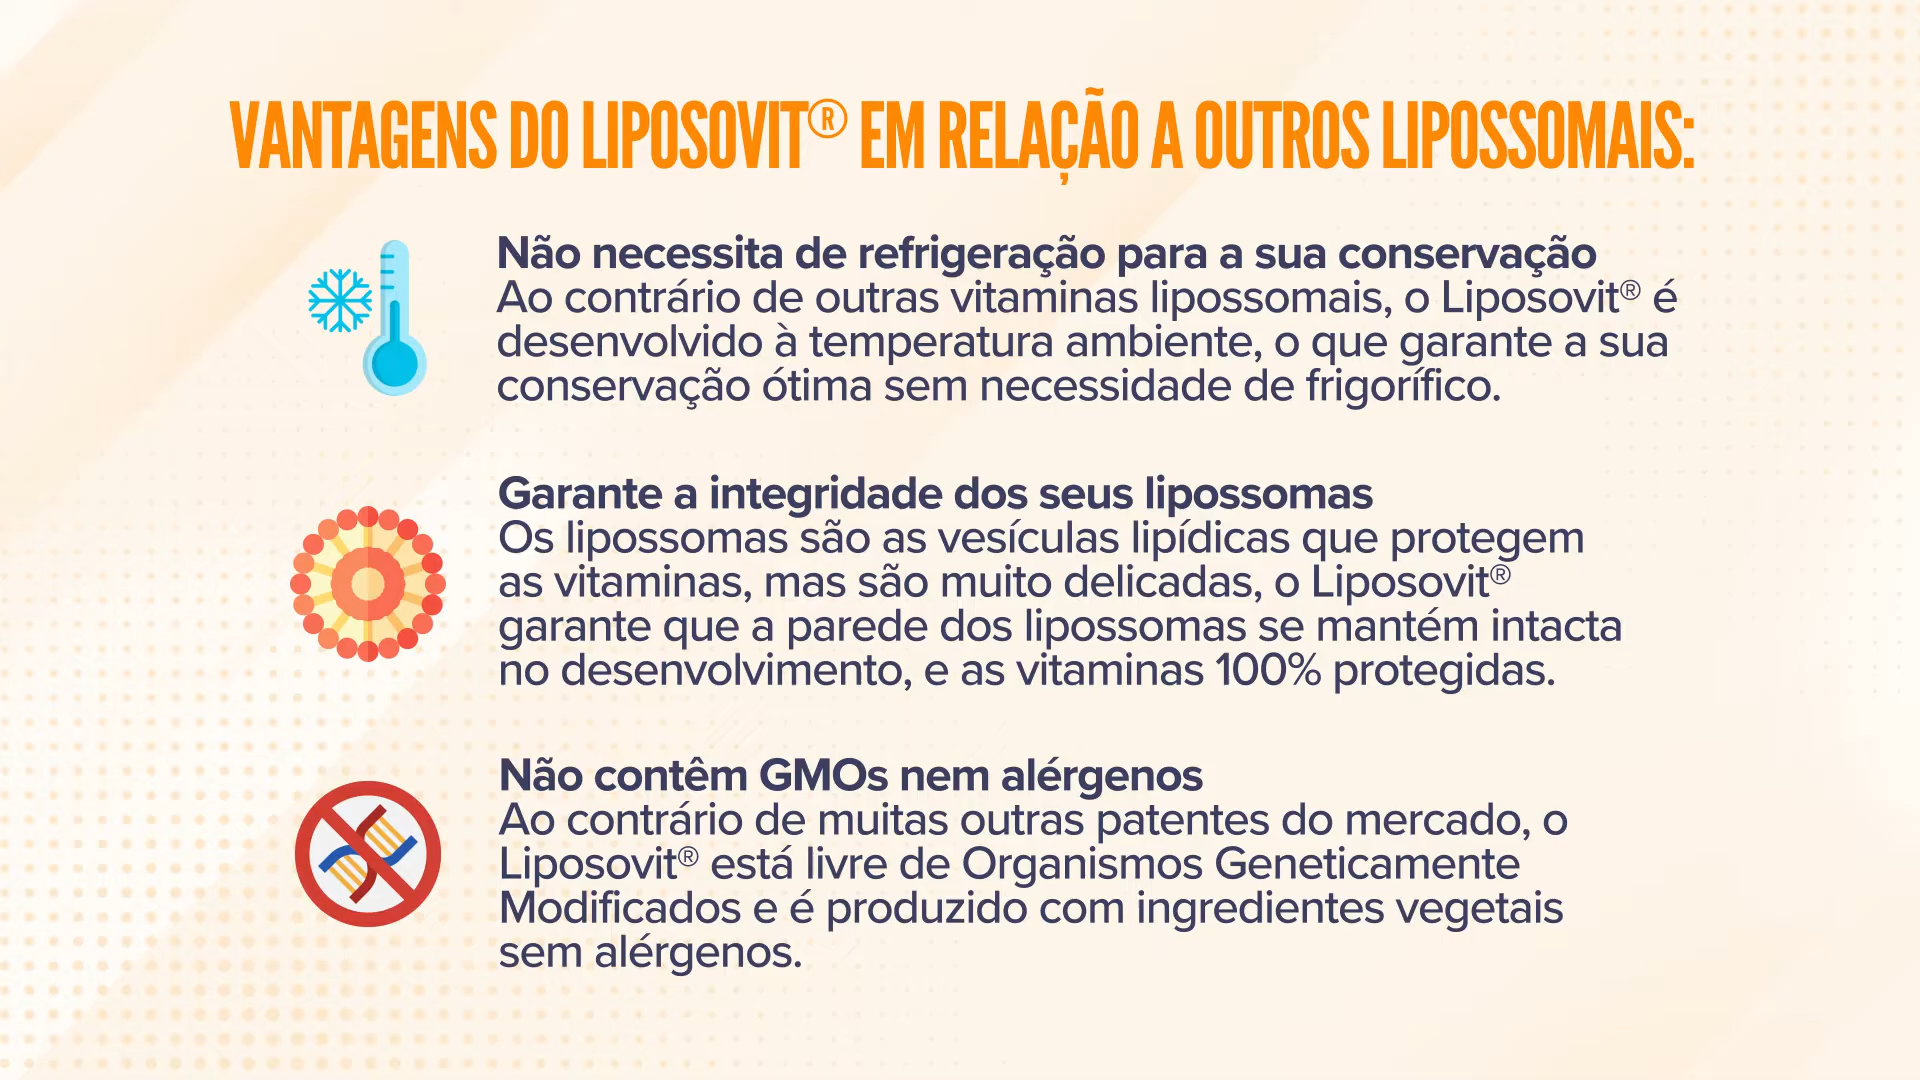 VANTAGENS DO LIPOSOVIT® EM RELAÇÃO A OUTROS LIPOSSOMAIS:
Não necessita de refrigeração para a sua conservação
Ao contrário de outras vitaminas lipossomais, o Liposovit® é
desenvolvido à temperatura ambiente, o que garante a sua
conservação ótima sem necessidade de frigorífico.
Garante a integridade dos seus lipossomas
Os lipossomas são as vesículas lipídicas que protegem
as vitaminas, mas são muito delicadas, o Liposovit®
garante que a parede dos lipossomas se mantém intacta
no desenvolvimento, e as vitaminas 100% protegidas.
Não contêm GMOs nem alérgenos
Ao contrário de muitas outras patentes do mercado, o
Liposovit® está livre de Organismos Geneticamente
Modificados e é produzido com ingredientes vegetais
sem alérgenos.